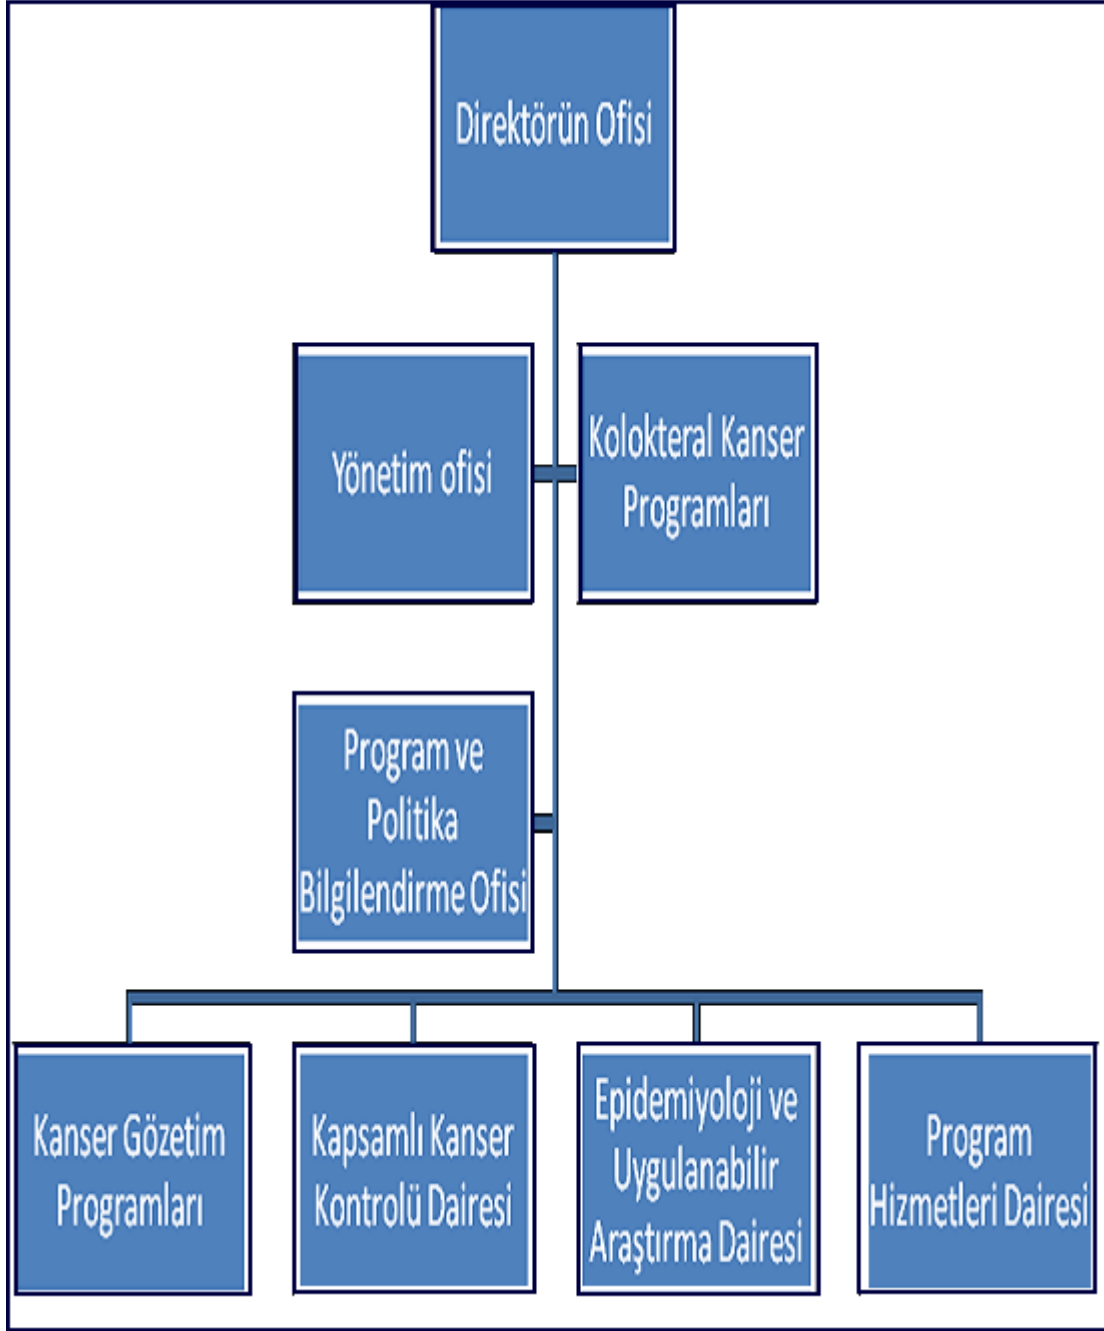 Direktörün Ofisi
Yönetim ofisi
Kolokteral Kanser
Programları
Program ve
Politika
Bilgilendirme Ofisi
Kanser Gözetim
Programları
Kapsamlı Kanser
Kontrolü Dairesi
Epidemiyoloji ve
Uygulanabilir
Araştırma Dairesi
Program
Hizmetleri Dairesi